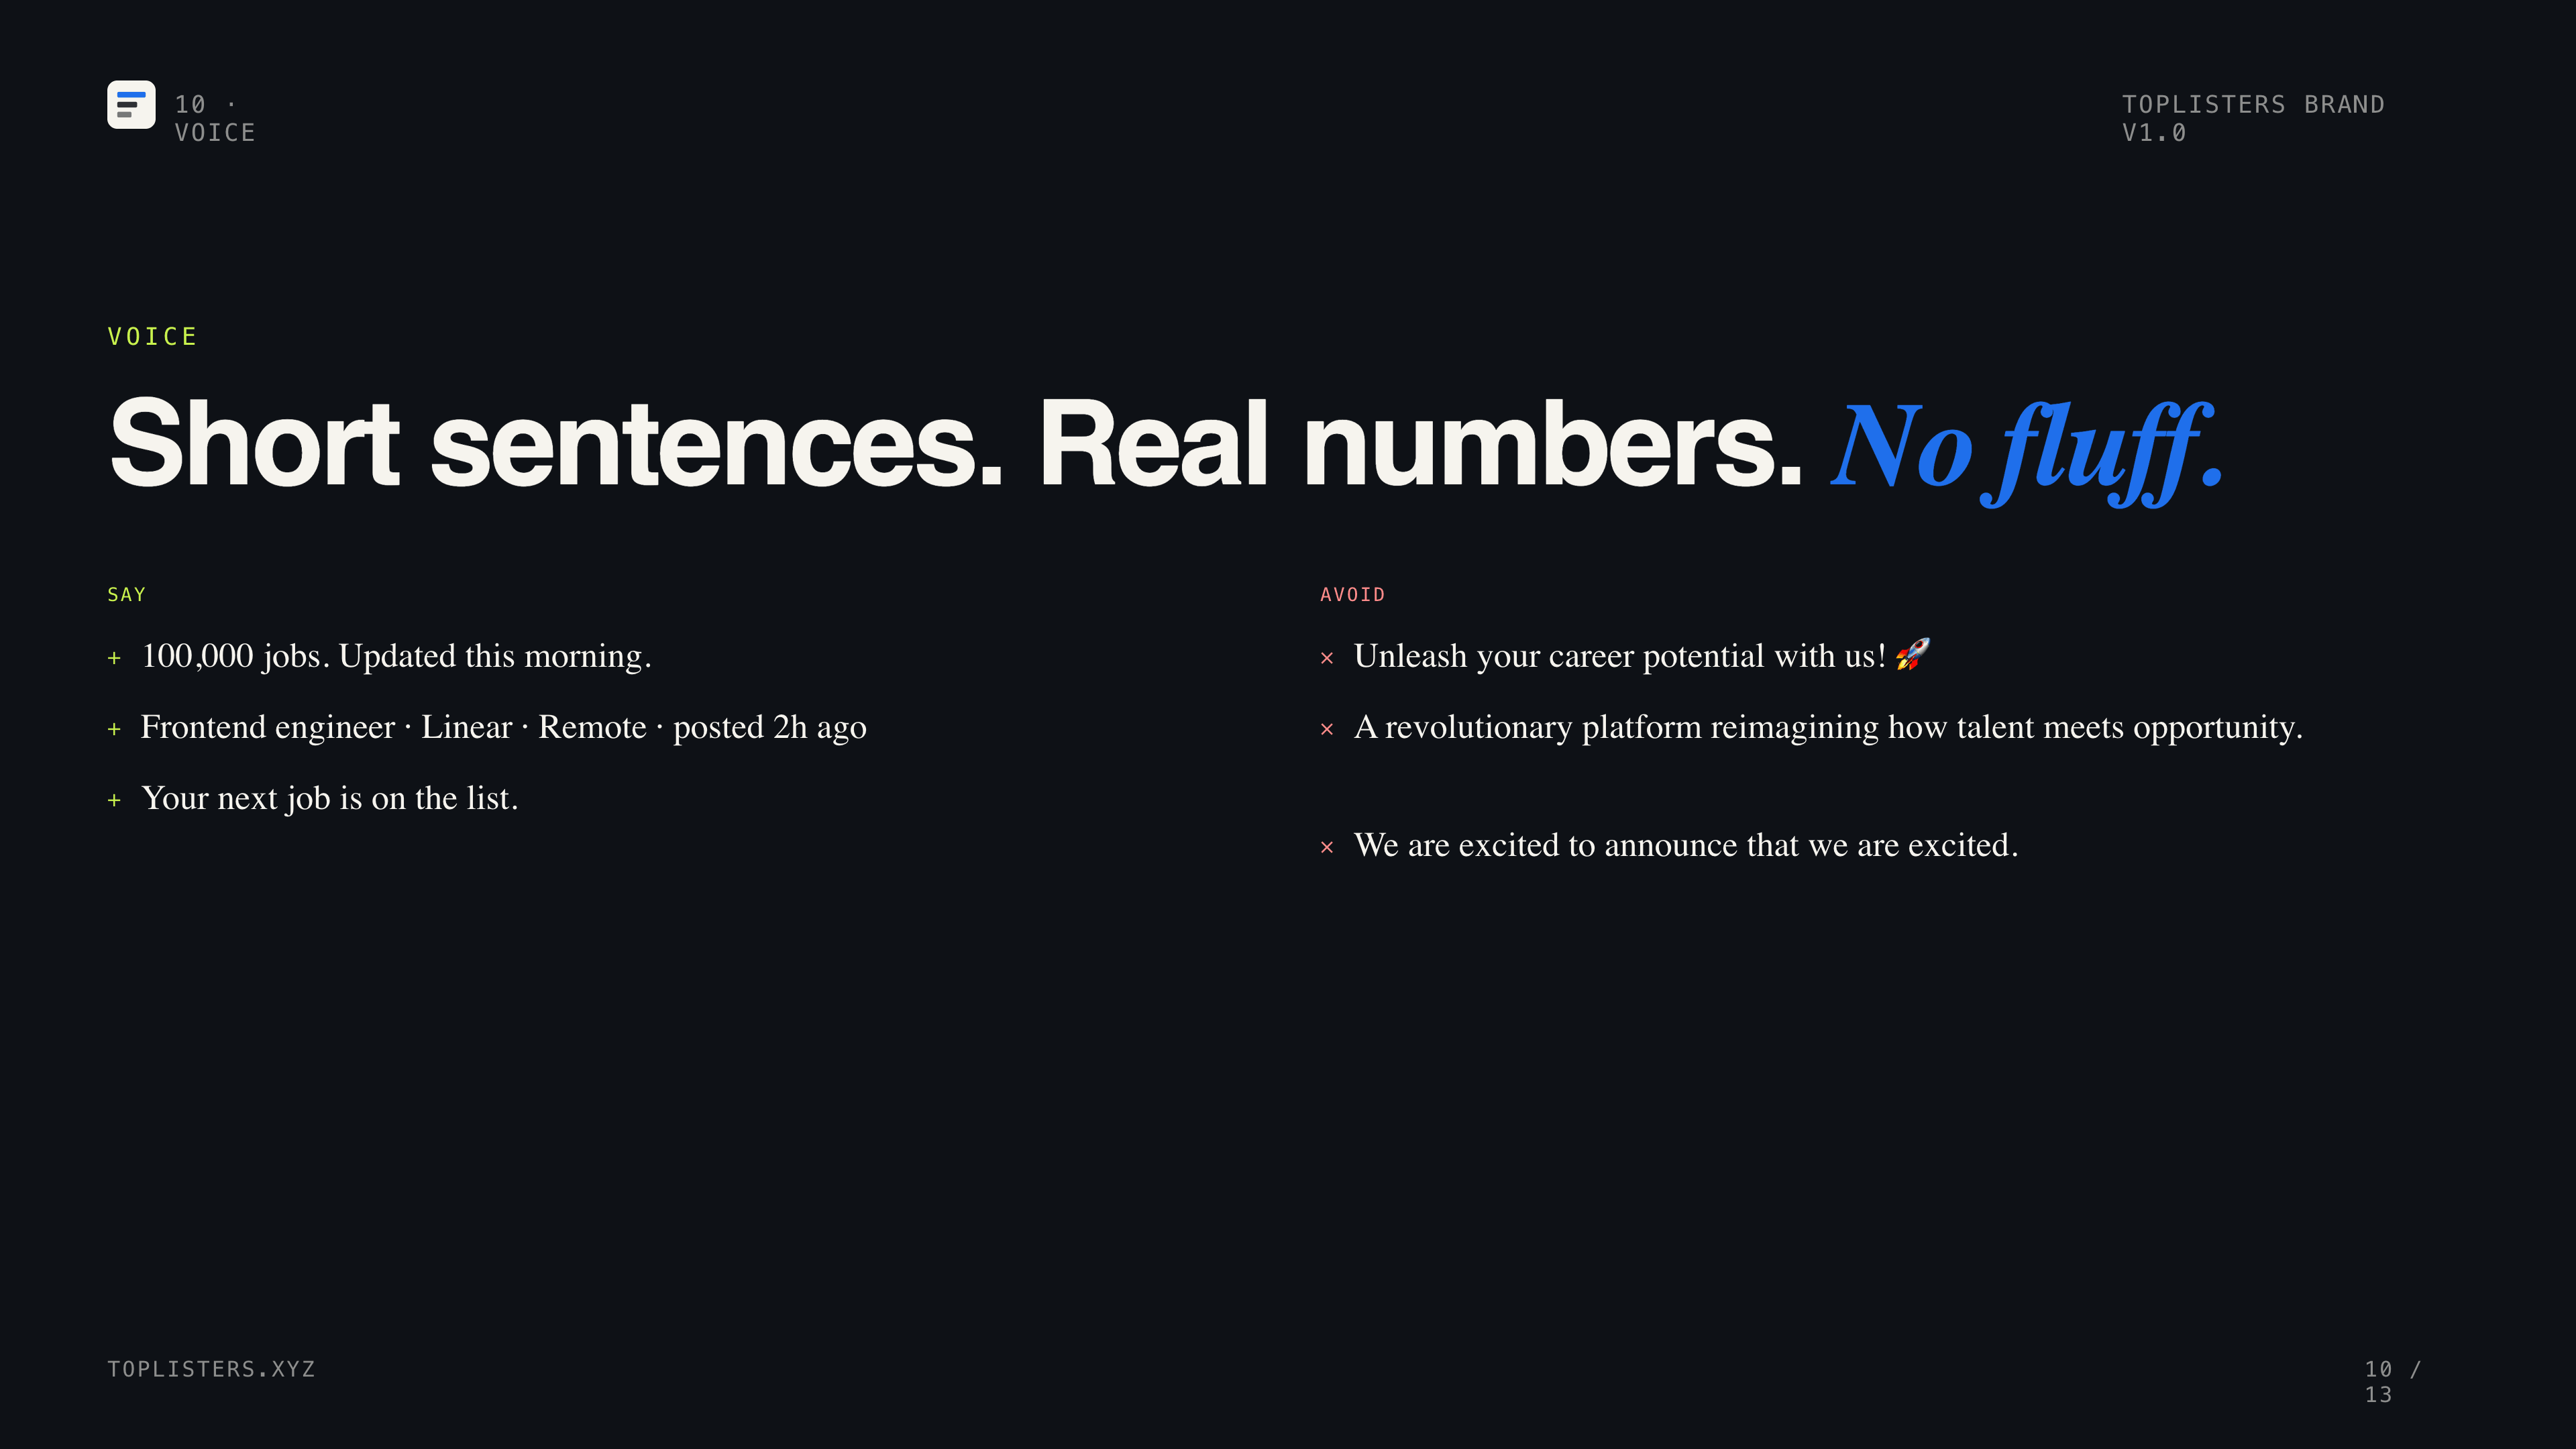 10 ·
VOICE
TOPLISTERS BRAND
V1.0
VOICE
Short sentences. Real numbers. No fluff.
SAY
+ 100,000 jobs. Updated this morning.
+ Frontend engineer · Linear · Remote · posted 2h ago
+ Your next job is on the list.
AVOID
× Unleash your career potential with us! 🚀
× A revolutionary platform reimagining how talent meets opportunity.
× We are excited to announce that we are excited.
TOPLISTERS.XYZ
10 /
13